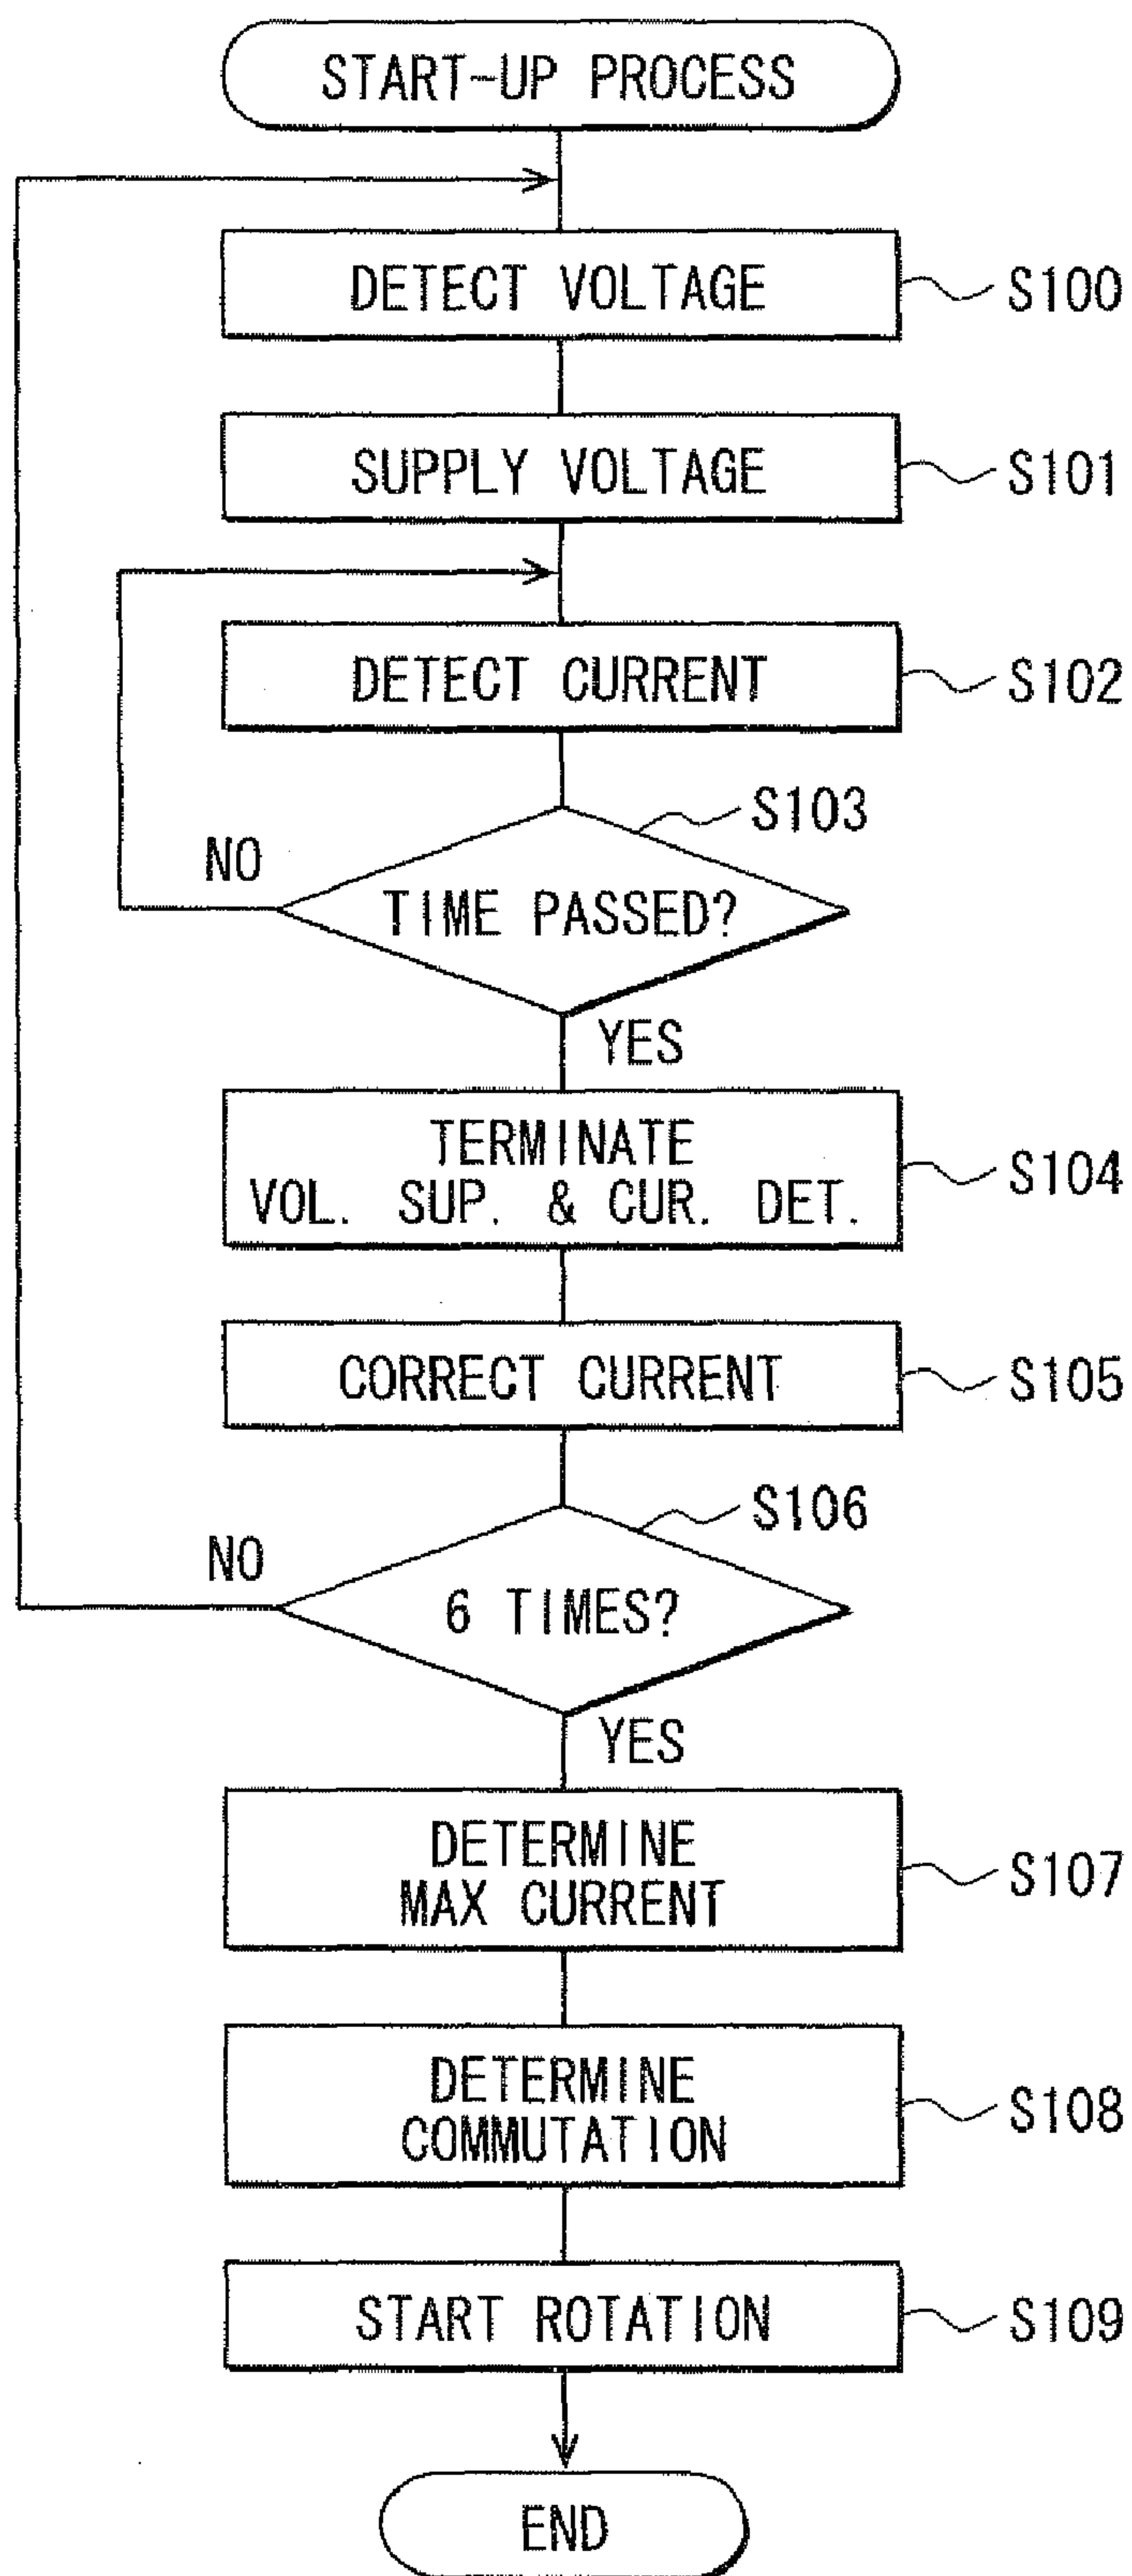 START-UP PROCESS
DETECT VOLTAGE
S100
SUPPLY VOLTAGE
S101
DETECT CURRENT
S102
S103
NO
TIME PASSED?
YES
TERMINATE
VOL. SUP. & CUR. DET.
S104
CORRECT CURRENT
S105
S106
NO
6 TIMES?
YES
DETERMINE
MAX CURRENT
S107
DETERMINE
COMMUTATION
S108
START ROTATION
S109
END